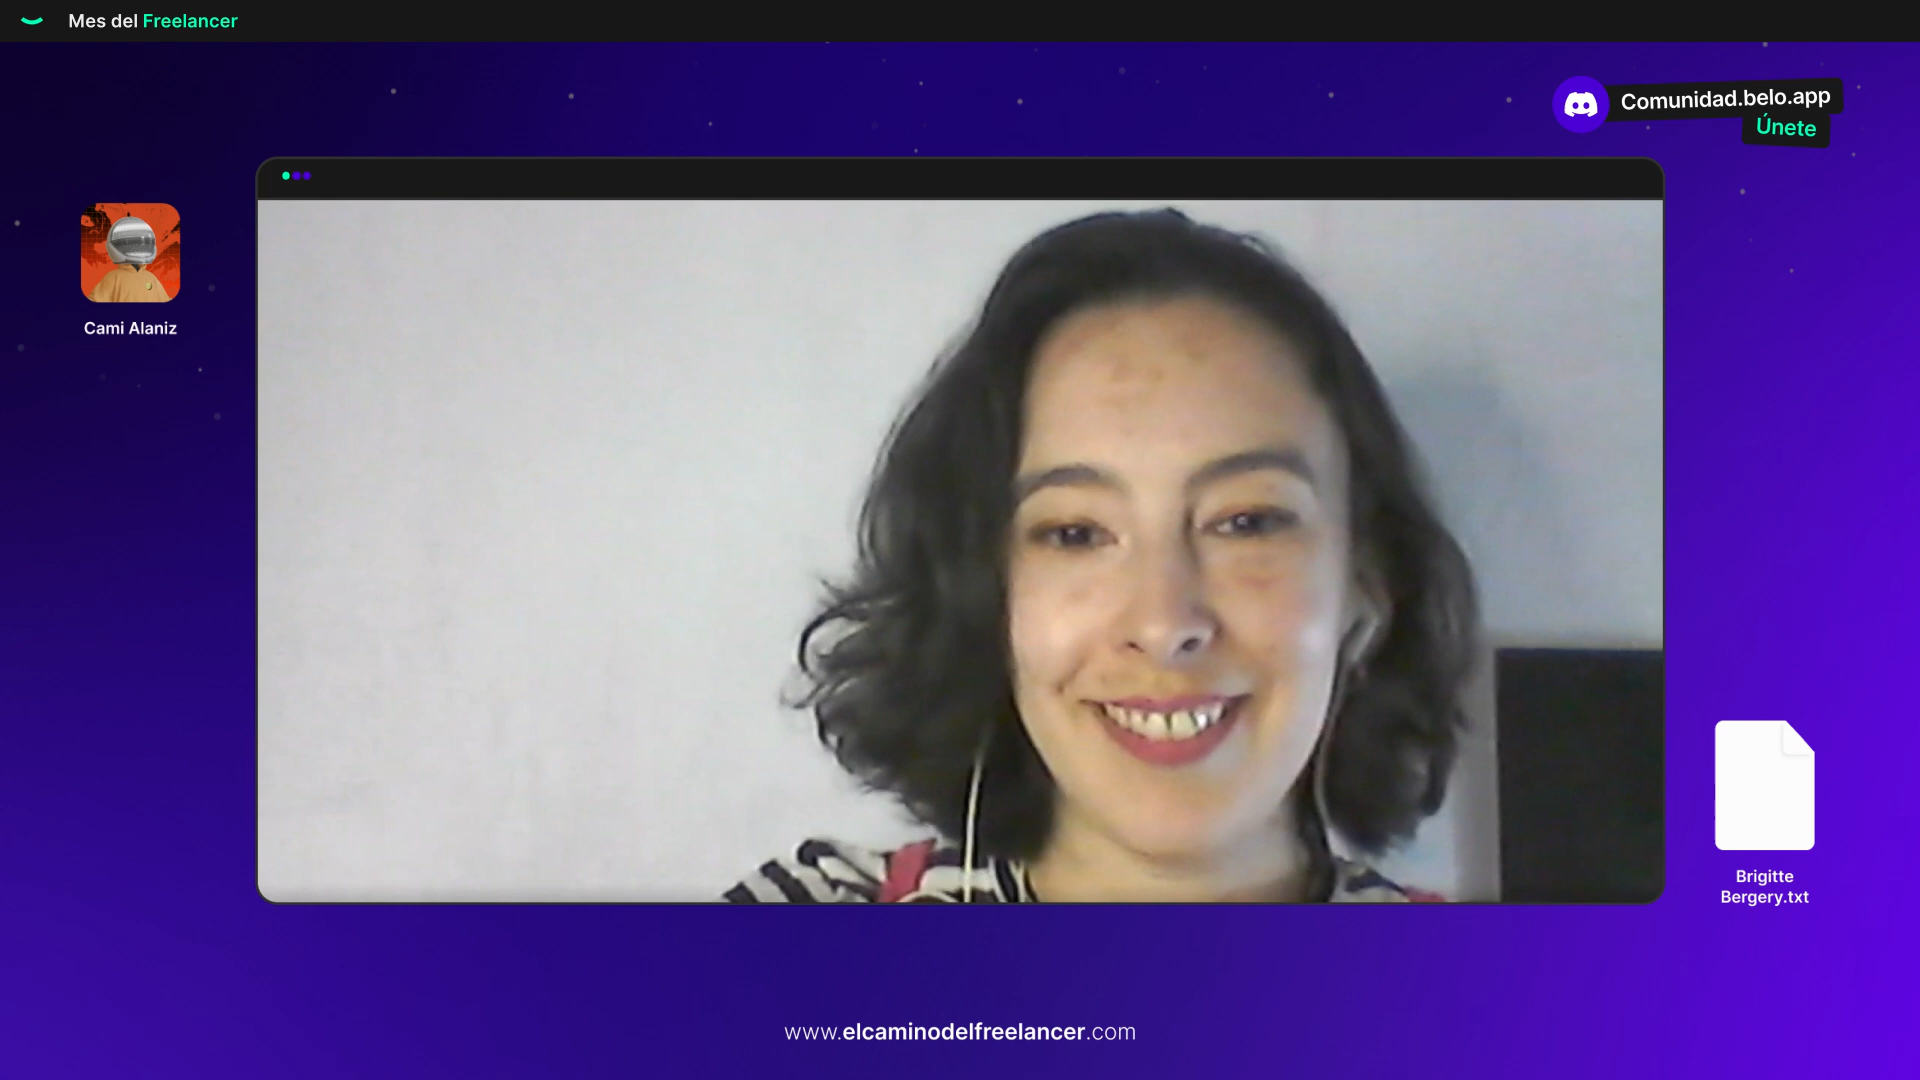 Mes del Freelancer
Comunidad.belo.app
Únete
Cami Alaniz
Brigitte
Bergery.txt
www.elcaminodelfreelancer.com